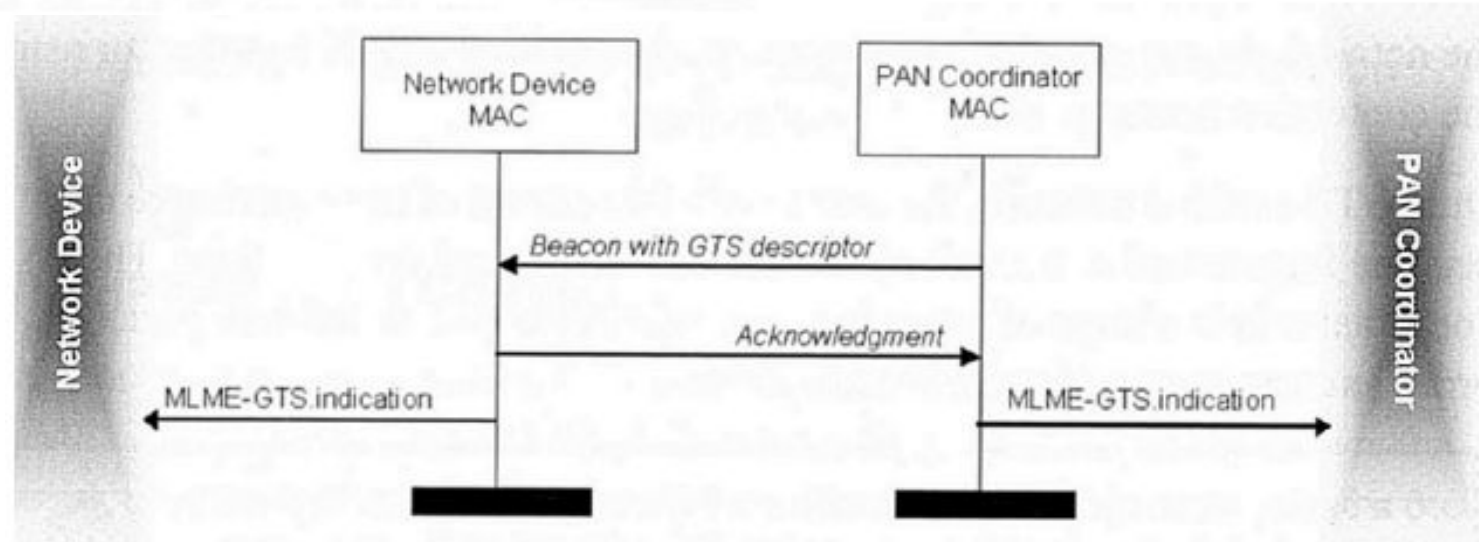 Network Device
MAC
PAN Coordinator
MAC
Network Device
PAN Coordinator
Beacon with GTS descriptor
Acknowledgment
MLME-GTS.indication
MLME-GTS.indication